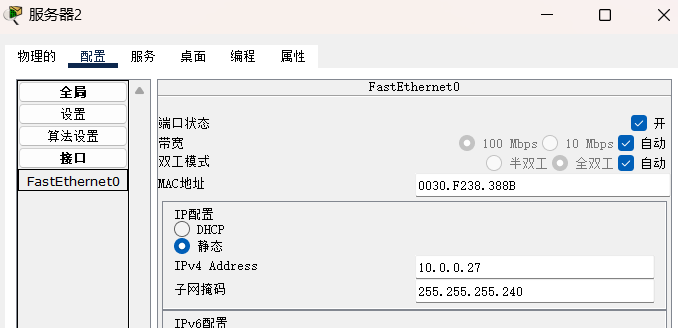 服务器2
物理的 配置 服务 桌面 编程 属性
全局
设置
算法设置
接口
FastEthernet0
FastEthernet0
端口状态 开
带宽 100 Mbps 10 Mbps 自动
双工模式 半双工 全双工 自动
MAC地址 0030.F238.388B
IP配置
DHCP
静态
IPv4 Address 10.0.0.27
子网掩码 255.255.255.240
IPv6配置